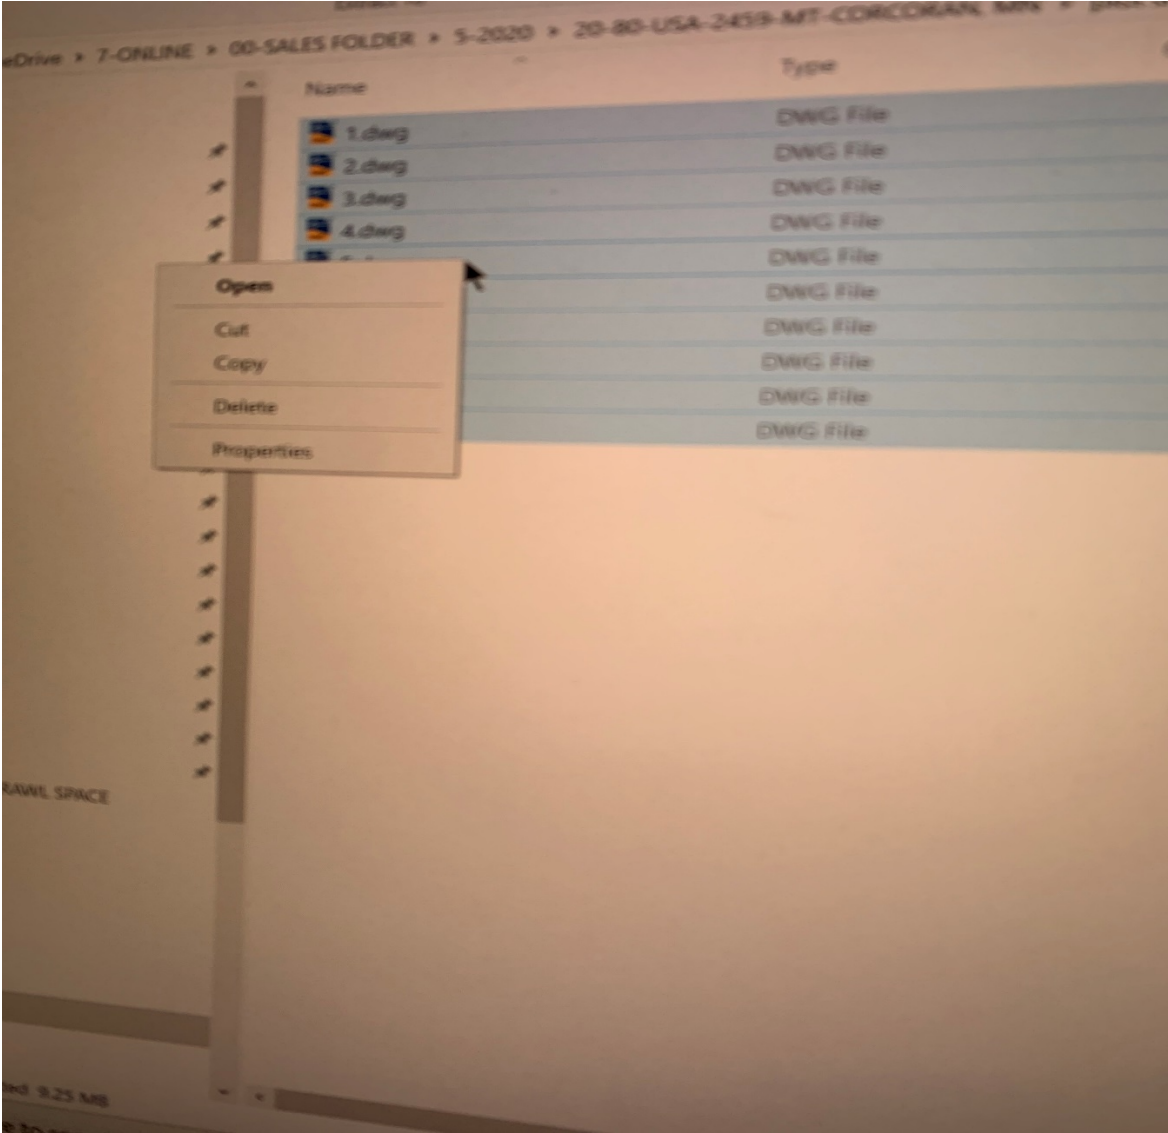 eDrive > 7-ONLINE > 00-SALES FOLDER > 5-2020 > 20-80-USA-2459-MT-CORCORAN, MN >
Name Type
1.dwg DWG File
2.dwg DWG File
3.dwg DWG File
4.dwg DWG File
DWG File
DWG File
DWG File
DWG File
DWG File
DWG File
Open
Cut
Copy
Delete
Properties
RAWL SPACE
ted 9.25 MB